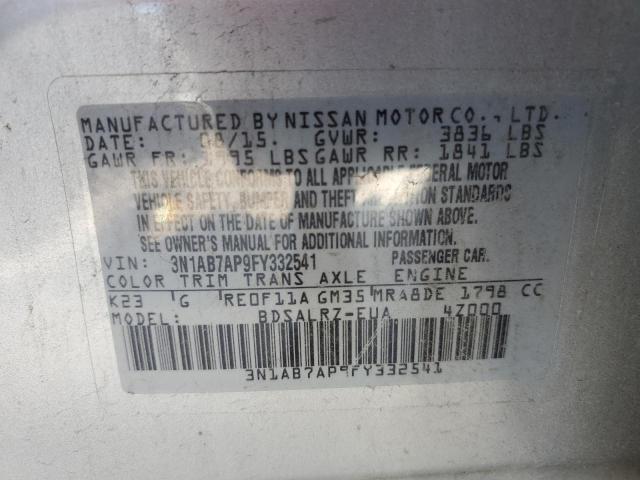 MANUFACTURED BY NISSAN MOTOR CO., LTD.
DATE: 08/15. GVWR: 3836 LBS
GAWR FR: 1995 LBS GAWR RR: 1841 LBS
THIS VEHICLE CONFORMS TO ALL APPLICABLE FEDERAL MOTOR
VEHICLE SAFETY, BUMPER AND THEFT PREVENTION STANDARDS
IN EFFECT ON THE DATE OF MANUFACTURE SHOWN ABOVE.
SEE OWNER'S MANUAL FOR ADDITIONAL INFORMATION.
VIN: 3N1AB7AP9FY332541 PASSENGER CAR.
COLOR TRIM TRANS AXLE ENGINE
K23 G RE0F11A GM35 MRA8DE 1798 CC
MODEL: BDSALRZ-EUA 4Z000
3N1AB7AP9FY332541